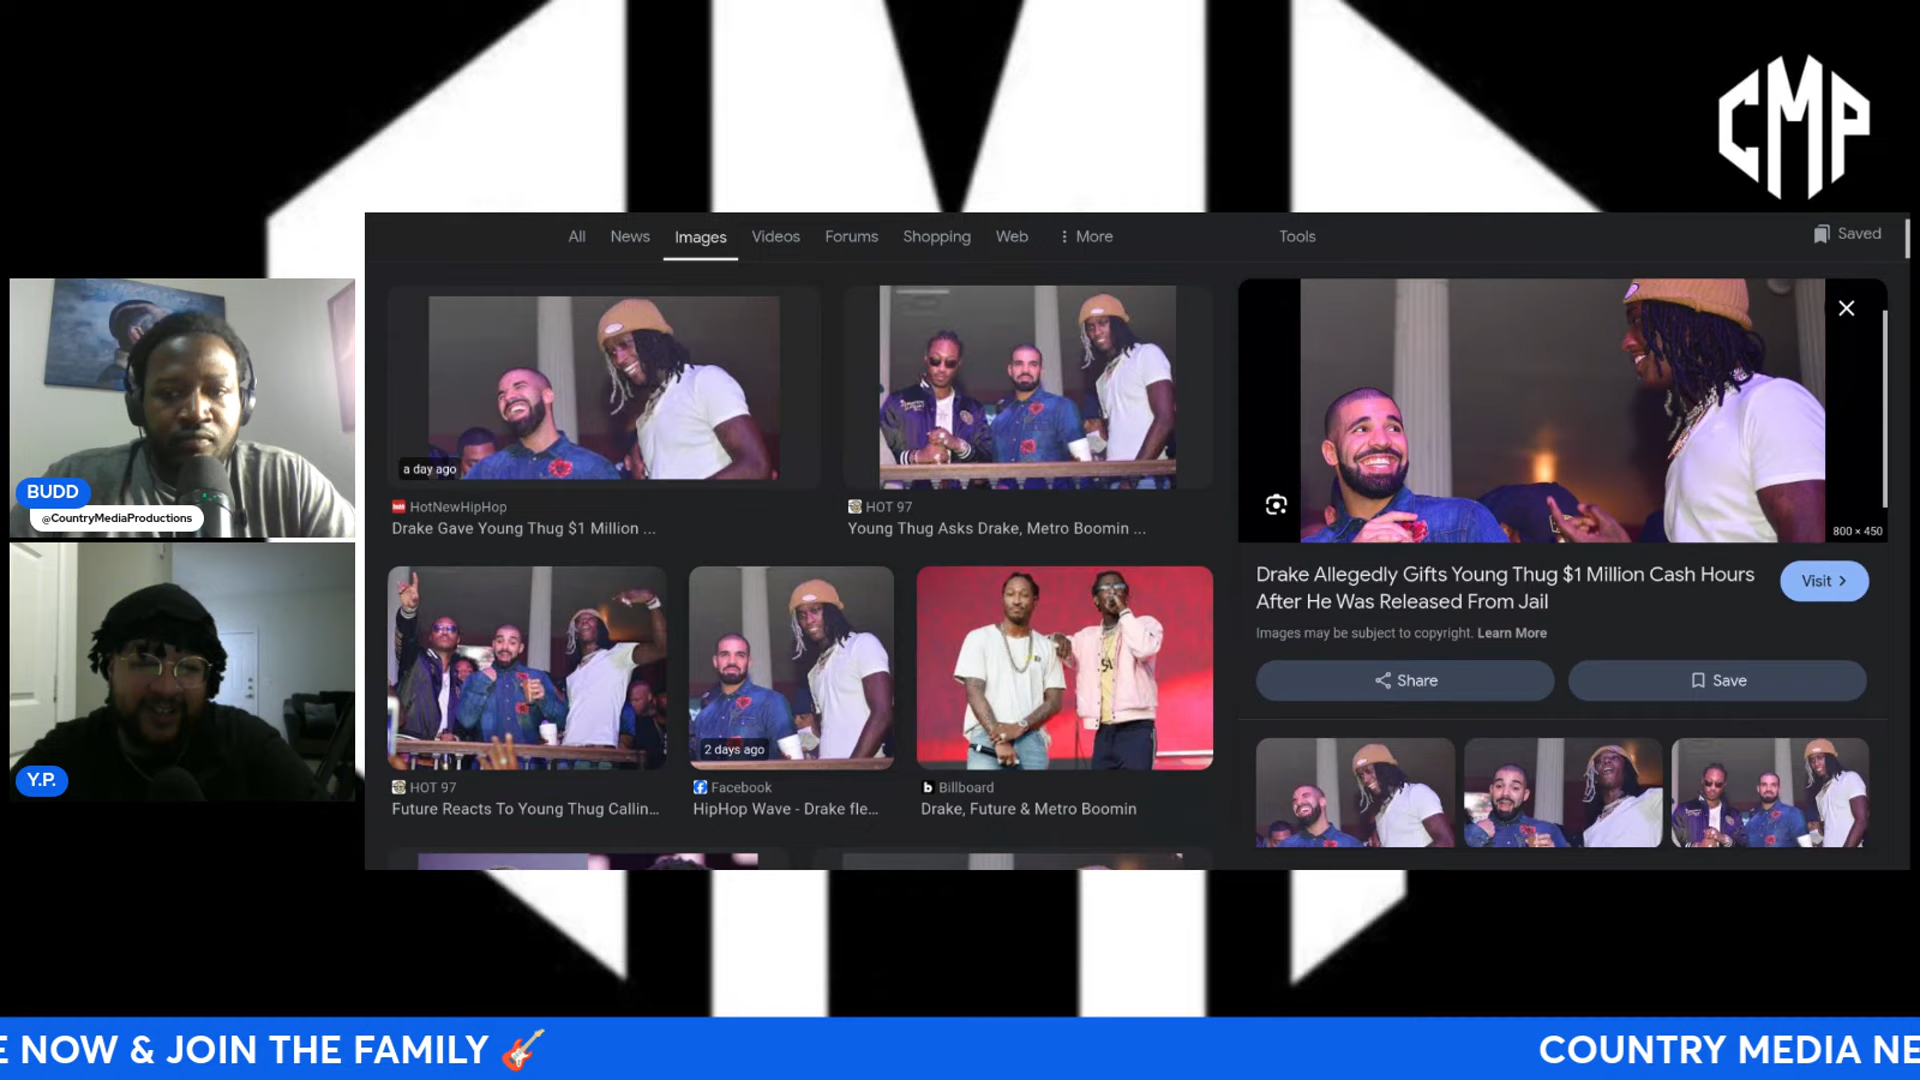 CMP
All News Images Videos Forums Shopping Web More Tools
Saved
a day ago
HotNewHipHop
Drake Gave Young Thug $1 Million ...
HOT 97
Young Thug Asks Drake, Metro Boomin ...
HOT 97
Future Reacts To Young Thug Callin...
2 days ago
Facebook
HipHop Wave - Drake fle...
Billboard
Drake, Future & Metro Boomin
800 × 450
Drake Allegedly Gifts Young Thug $1 Million Cash Hours
After He Was Released From Jail
Visit
Images may be subject to copyright. Learn More
Share
Save
BUDD
@CountryMediaProductions
Y.P.
E NOW & JOIN THE FAMILY
COUNTRY MEDIA NE